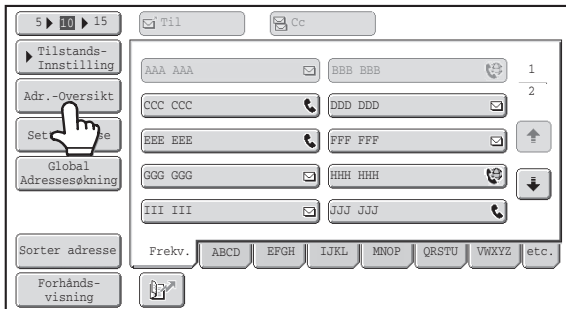 5 10 15
Til
Cc
Tilstands-
Innstilling
Adr.-Oversikt
Global
Adressesøkning
Sorter adresse
Forhånds-
visning
AAA AAA
BBB BBB
CCC CCC
DDD DDD
EEE EEE
FFF FFF
GGG GGG
HHH HHH
III III
JJJ JJJ
1
2
Frekv. ABCD EFGH IJKL MNOP QRSTU VWXYZ etc.